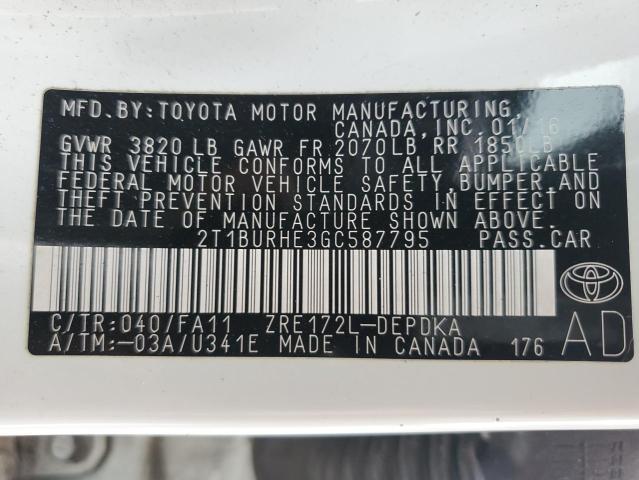 MFD.BY:TOYOTA MOTOR MANUFACTURING,
CANADA,INC.01/16
GVWR 3820 LB GAWR FR 2070LB RR 1850LB
THIS VEHICLE CONFORMS TO ALL APPLICABLE
FEDERAL MOTOR VEHICLE SAFETY,BUMPER,AND
THEFT PREVENTION STANDARDS IN EFFECT ON
THE DATE OF MANUFACTURE SHOWN ABOVE.
2T1BURHE3GC587795 PASS.CAR
C/TR:040/FA11 ZRE172L-DEPDKA
A/TM:-03A/U341E MADE IN CANADA 176
AD